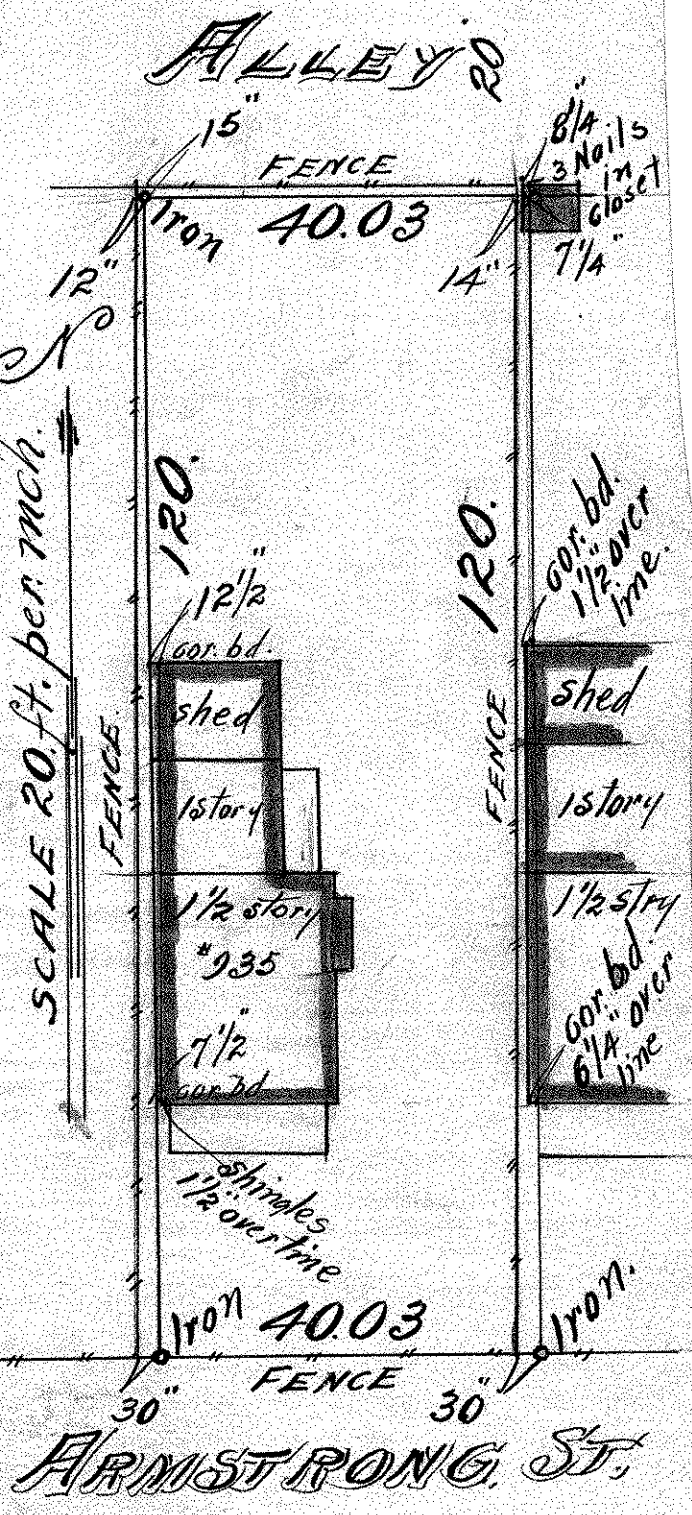 ALLEY 20
15"
8 1/4"
3 Nails
in
closet
FENCE
Iron
40.03
12"
14"
7 1/4"
N
SCALE 20. ft. per. inch.
120.
120.
cor. bd.
1 1/2" over
line.
12 1/2"
cor. bd.
shed
shed
FENCE.
FENCE
1 story
1 story
1 1/2 story
1 1/2 stry
#935
cor. bd.
6 1/4" over
line
7 1/2"
cor. bd
shingles
1 1/2" over line
Iron
40.03
Iron.
FENCE
30"
30"
ARMSTRONG. ST.